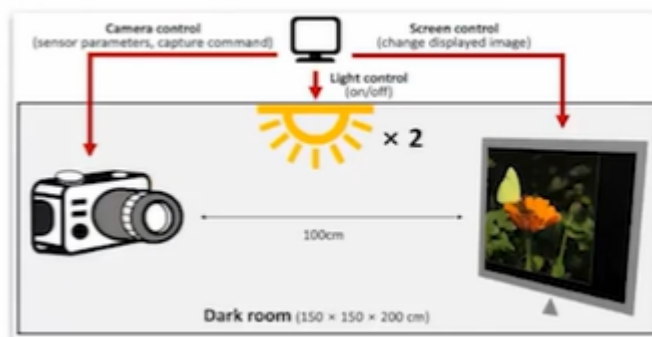 Camera control
(sensor parameters, capture command)
Screen control
(change displayed image)
Light control
(on/off)
× 2
100cm
Dark room (150 × 150 × 200 cm)